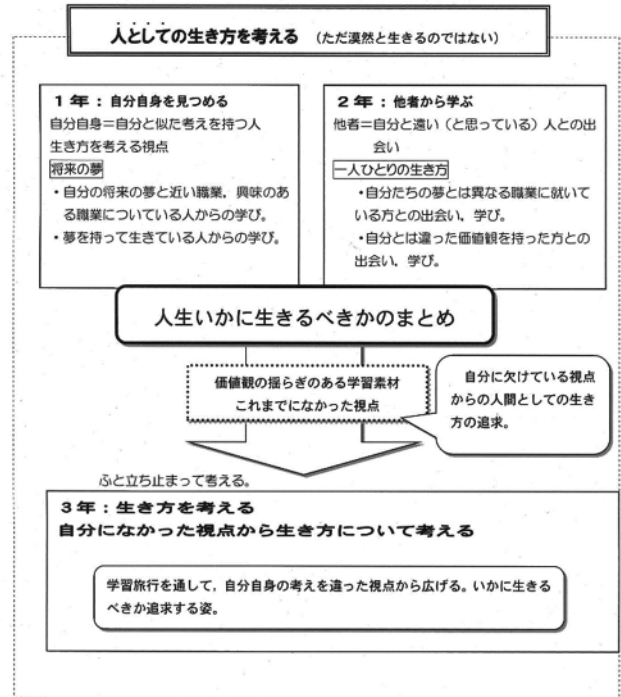 人としての生き方を考える （ただ漠然と生きるのではない）
１年：自分自身を見つめる
自分自身＝自分と似た考えを持つ人
生き方を考える視点
将来の夢
・自分の将来の夢と近い職業，興味のあ
る職業についている人からの学び。
・夢を持って生きている人からの学び。
２年：他者から学ぶ
他者＝自分と遠い（と思っている）人との出
会い
一人ひとりの生き方
・自分たちの夢とは異なる職業に就いて
いる方との出会い，学び。
・自分とは違った価値観を持った方との
出会い，学び。
人生いかに生きるべきかのまとめ
価値観の揺らぎのある学習素材
これまでになかった視点
自分に欠けている視点
からの人間としての生き
方の追求。
ふと立ち止まって考える。
３年：生き方を考える
自分になかった視点から生き方について考える
学習旅行を通して，自分自身の考えを違った視点から広げる。いかに生きる
べきか追求する姿。